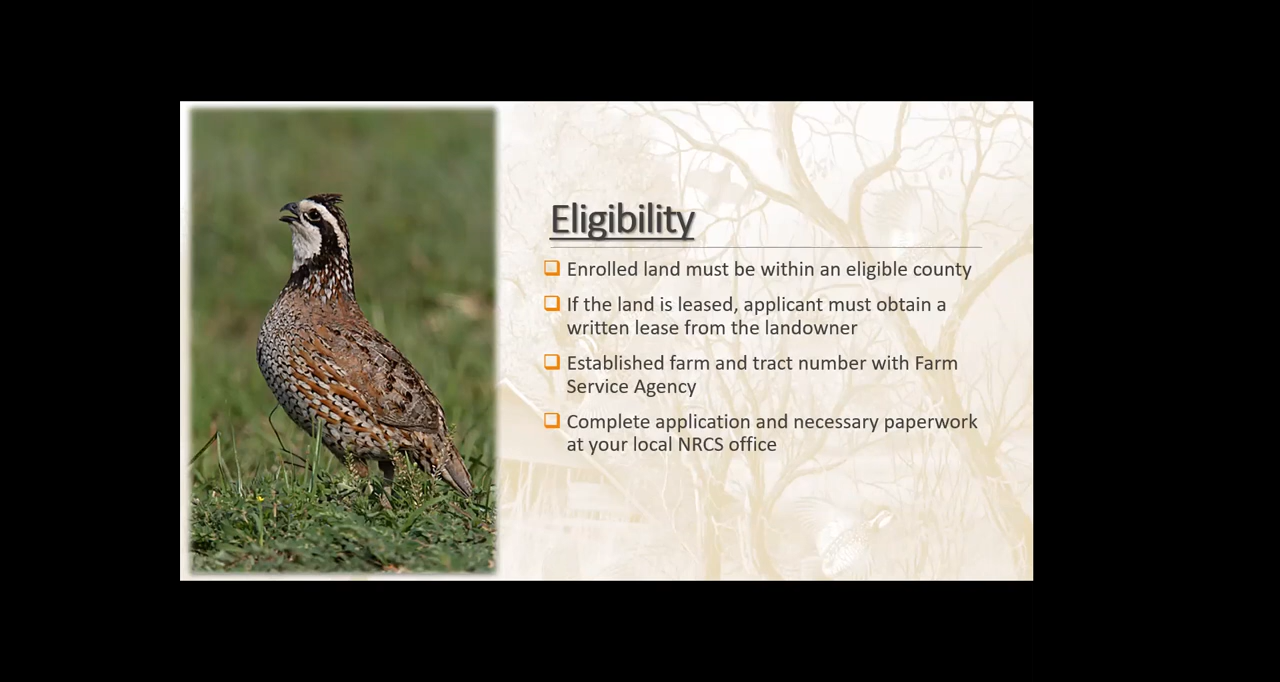 Eligibility
Enrolled land must be within an eligible county
If the land is leased, applicant must obtain a
written lease from the landowner
Established farm and tract number with Farm
Service Agency
Complete application and necessary paperwork
at your local NRCS office